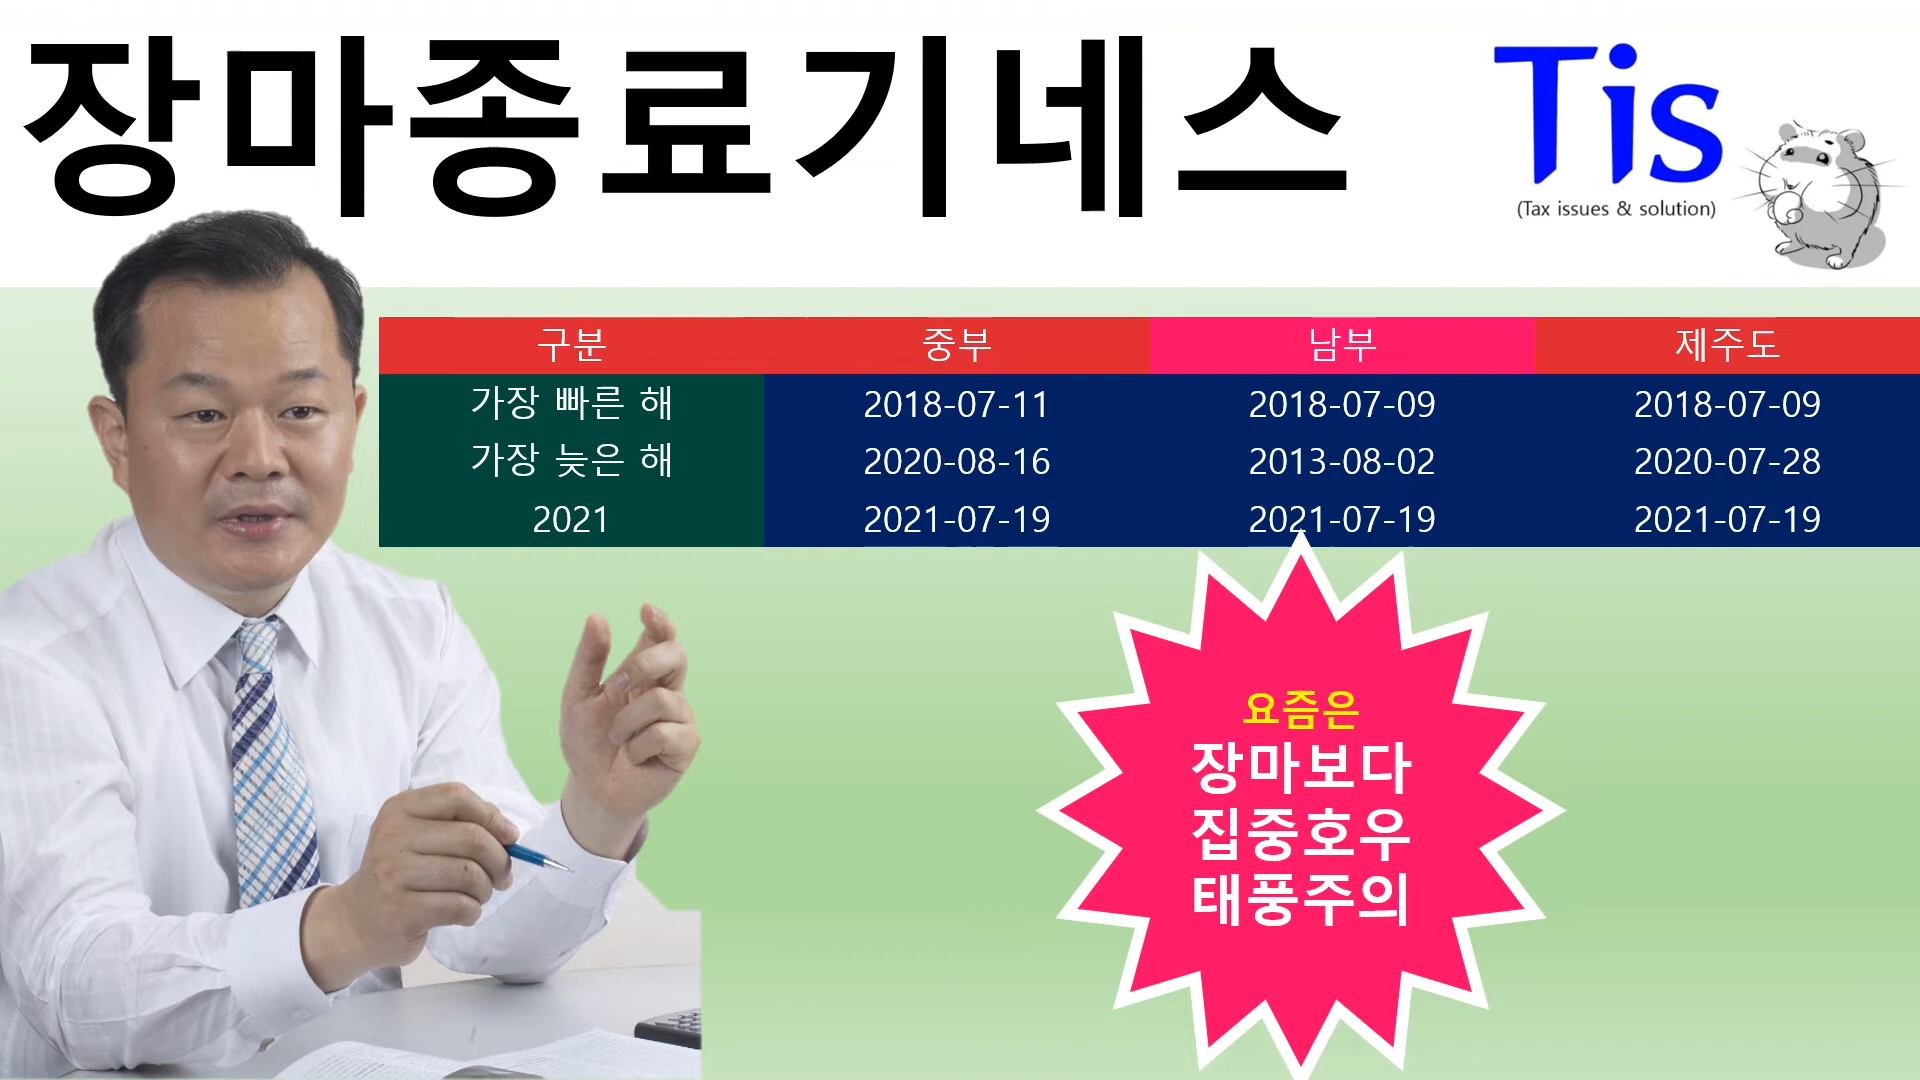 장마종료기네스
Tis
(Tax issues & solution)
구분 중부 남부 제주도
가장 빠른 해 2018-07-11 2018-07-09 2018-07-09
가장 늦은 해 2020-08-16 2013-08-02 2020-07-28
2021 2021-07-19 2021-07-19 2021-07-19
요즘은
장마보다
집중호우
태풍주의